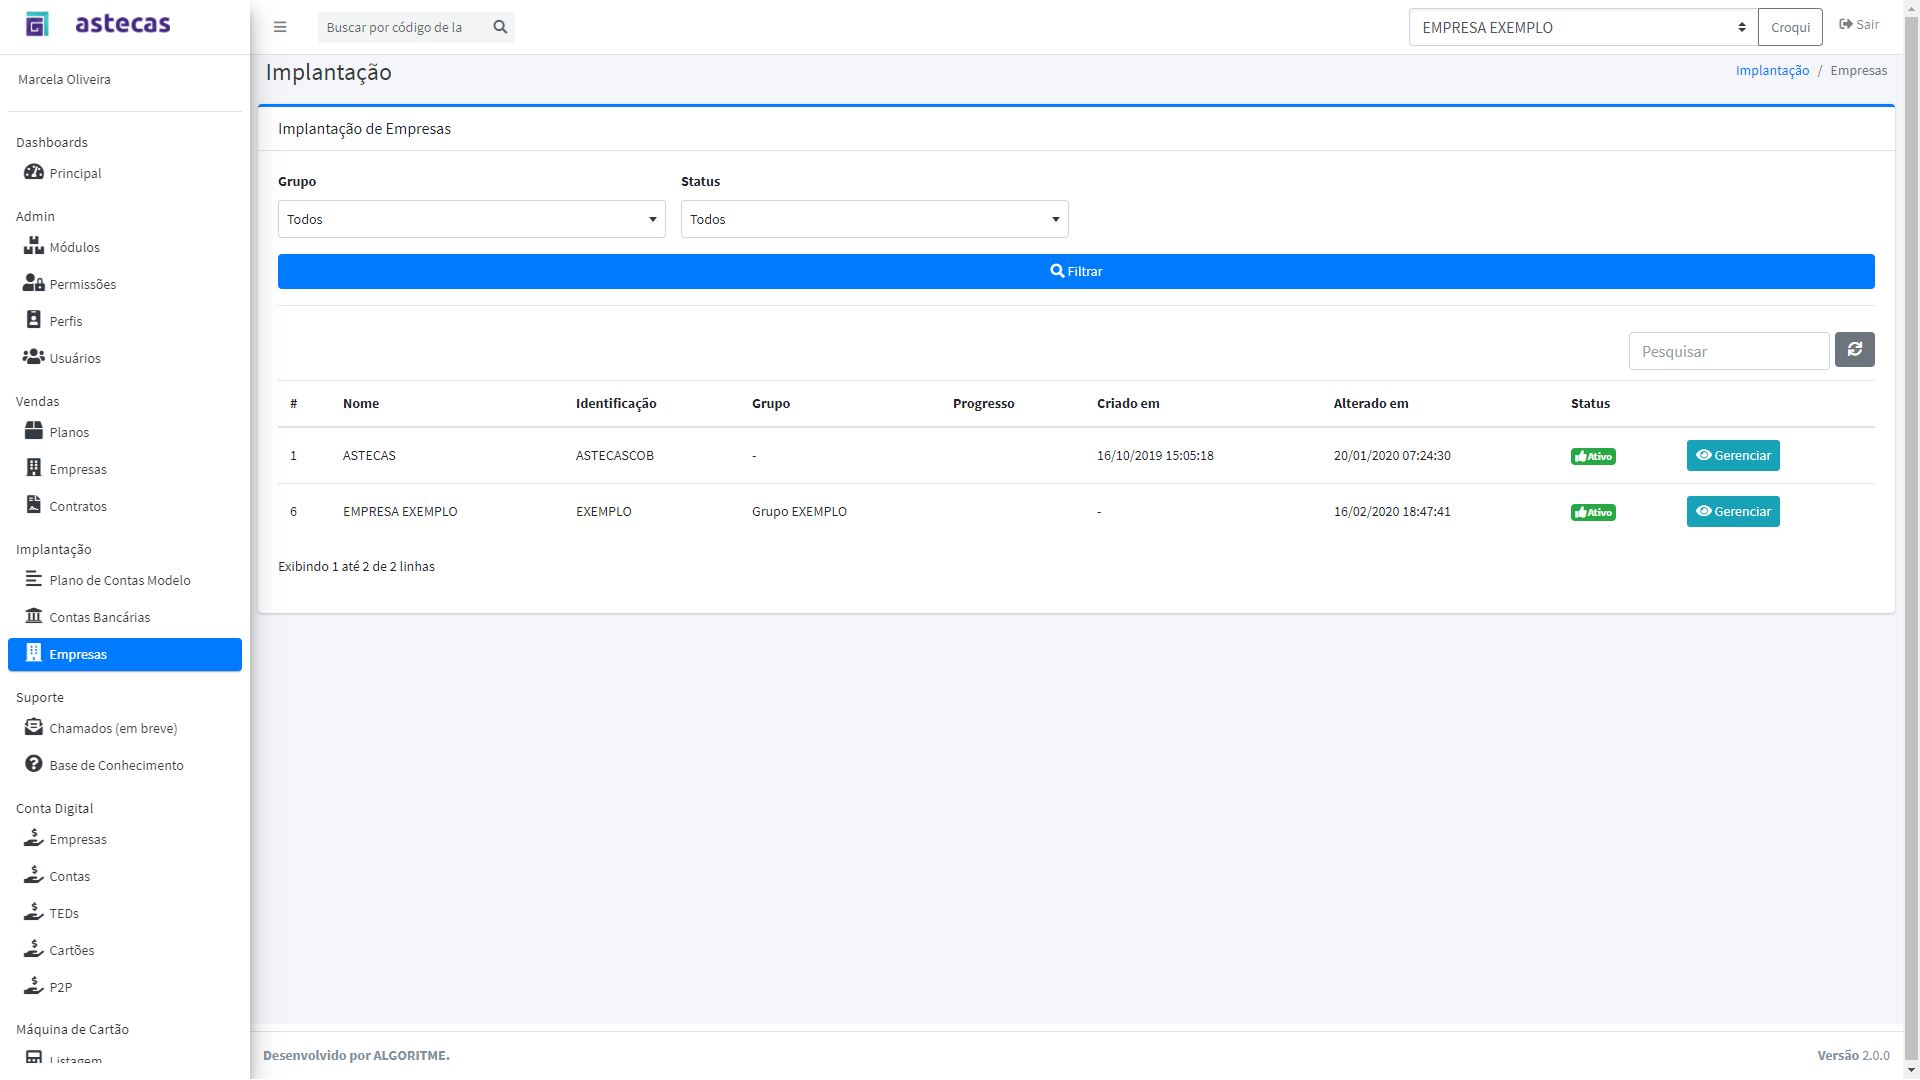 astecas
Buscar por código de la
EMPRESA EXEMPLO
Croqui
Sair
Marcela Oliveira
Implantação
Implantação / Empresas
Dashboards
Principal
Admin
Módulos
Permissões
Perfis
Usuários
Vendas
Planos
Empresas
Contratos
Implantação
Plano de Contas Modelo
Contas Bancárias
Empresas
Suporte
Chamados (em breve)
Base de Conhecimento
Conta Digital
Empresas
Contas
TEDs
Cartões
P2P
Máquina de Cartão
Listagem
Implantação de Empresas
Grupo Status
Todos Todos
Filtrar
Pesquisar
# Nome Identificação Grupo Progresso Criado em Alterado em Status
1 ASTECAS ASTECASCOB - 16/10/2019 15:05:18 20/01/2020 07:24:30 Ativo Gerenciar
6 EMPRESA EXEMPLO EXEMPLO Grupo EXEMPLO - 16/02/2020 18:47:41 Ativo Gerenciar
Exibindo 1 até 2 de 2 linhas
Desenvolvido por ALGORITME.
Versão 2.0.0